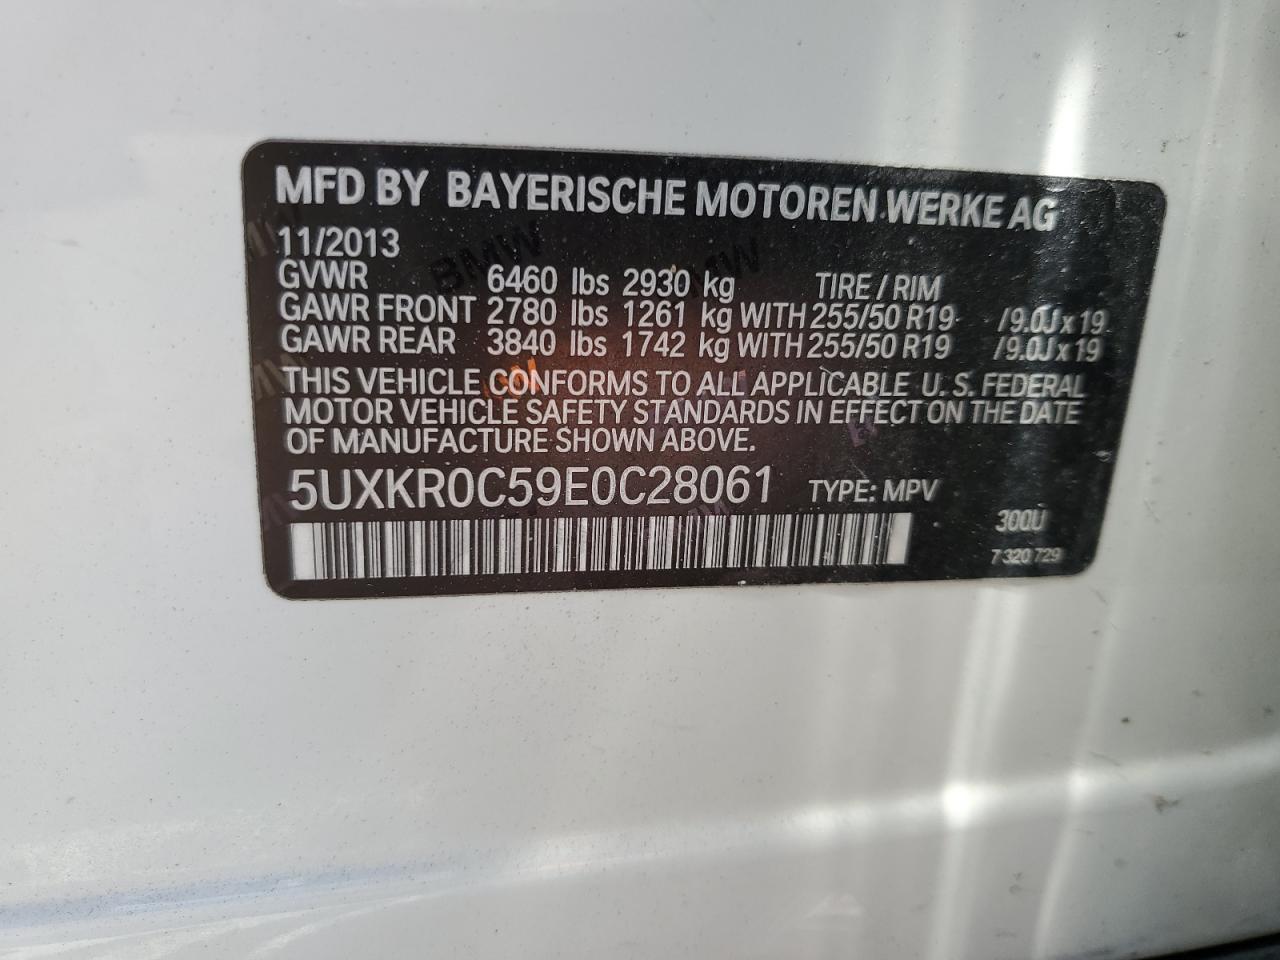 MFD BY BAYERISCHE MOTOREN WERKE AG
11/2013
GVWR 6460 lbs 2930 kg TIRE / RIM
GAWR FRONT 2780 lbs 1261 kg WITH 255/50 R19 /9.0J x 19
GAWR REAR 3840 lbs 1742 kg WITH 255/50 R19 /9.0J x 19
THIS VEHICLE CONFORMS TO ALL APPLICABLE U.S. FEDERAL
MOTOR VEHICLE SAFETY STANDARDS IN EFFECT ON THE DATE
OF MANUFACTURE SHOWN ABOVE.
5UXKR0C59E0C28061 TYPE: MPV
300U
7 320 729